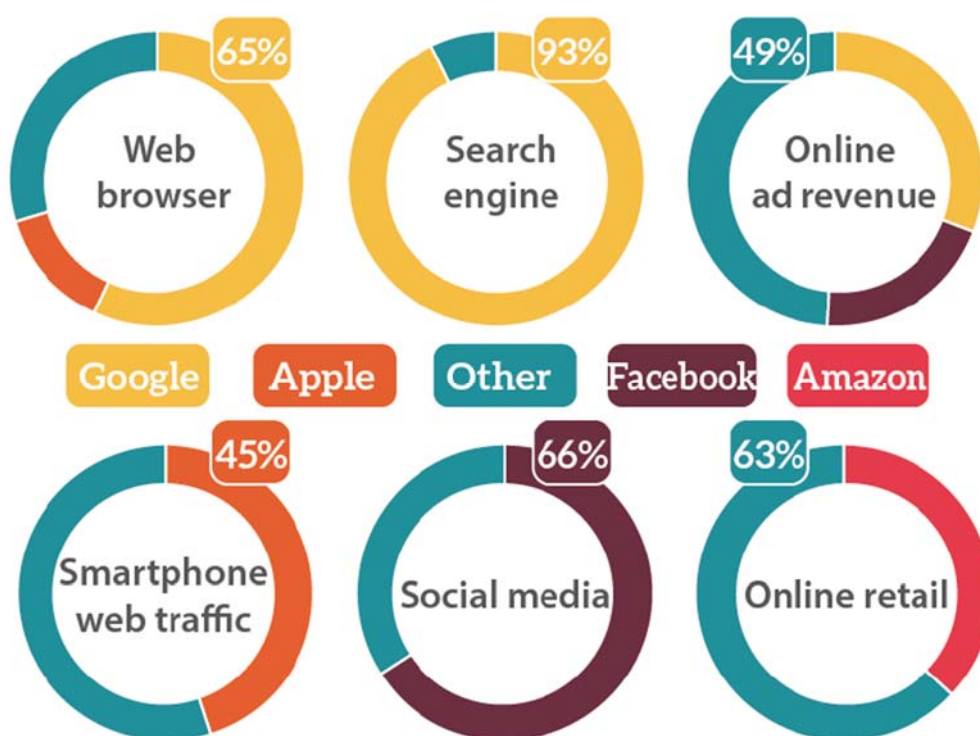 65%
93%
49%
Web
browser
Search
engine
Online
ad revenue
Google
Apple
Other
Facebook
Amazon
45%
66%
63%
Smartphone
web traffic
Social media
Online retail